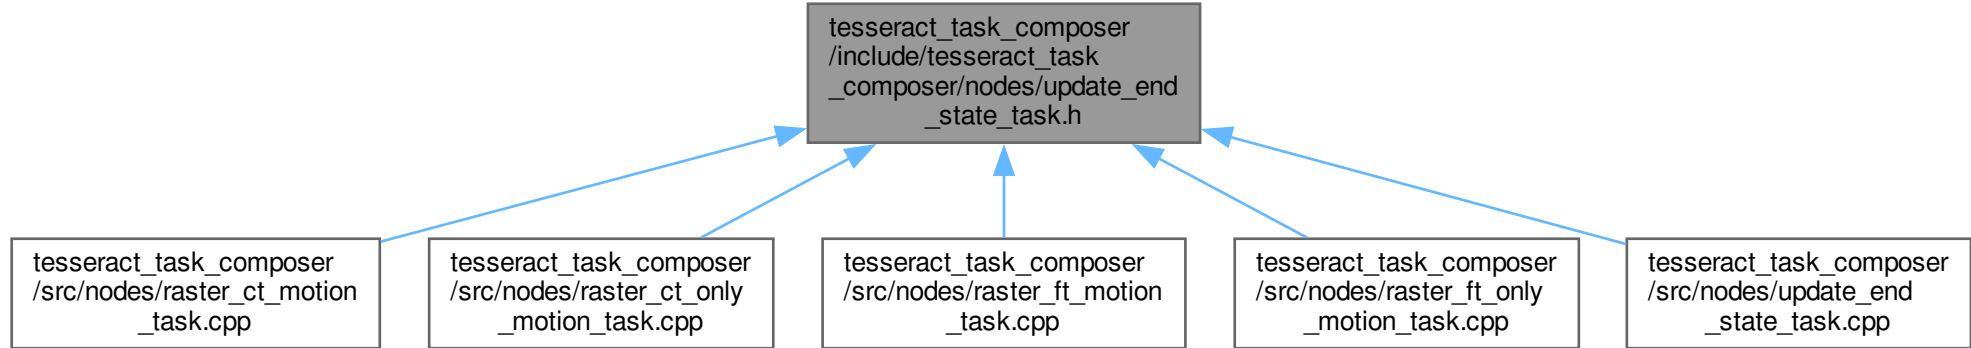 tesseract_task_composer
/include/tesseract_task
_composer/nodes/update_end
_state_task.h
tesseract_task_composer
/src/nodes/raster_ct_motion
_task.cpp
tesseract_task_composer
/src/nodes/raster_ct_only
_motion_task.cpp
tesseract_task_composer
/src/nodes/raster_ft_motion
_task.cpp
tesseract_task_composer
/src/nodes/raster_ft_only
_motion_task.cpp
tesseract_task_composer
/src/nodes/update_end
_state_task.cpp